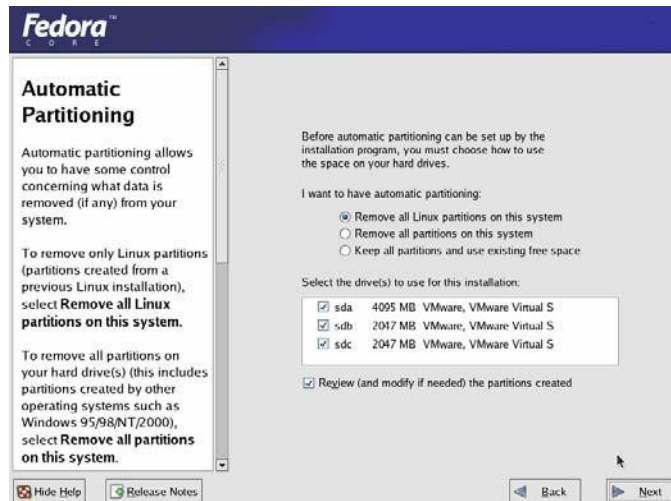 Fedora™
CORE
Automatic
Partitioning
Automatic partitioning allows
you to have some control
concerning what data is
removed (if any) from your
system.
To remove only Linux partitions
(partitions created from a
previous Linux installation),
select Remove all Linux
partitions on this system.
To remove all partitions on
your hard drive(s) (this includes
partitions created by other
operating systems such as
Windows 95/98/NT/2000),
select Remove all partitions
on this system.
Before automatic partitioning can be set up by the
installation program, you must choose how to use
the space on your hard drives.
I want to have automatic partitioning:
Remove all Linux partitions on this system
Remove all partitions on this system
Keep all partitions and use existing free space
Select the drive(s) to use for this installation:
sda 4095 MB VMware, VMware Virtual S
sdb 2047 MB VMware, VMware Virtual S
sdc 2047 MB VMware, VMware Virtual S
Review (and modify if needed) the partitions created
Hide Help Release Notes Back Next